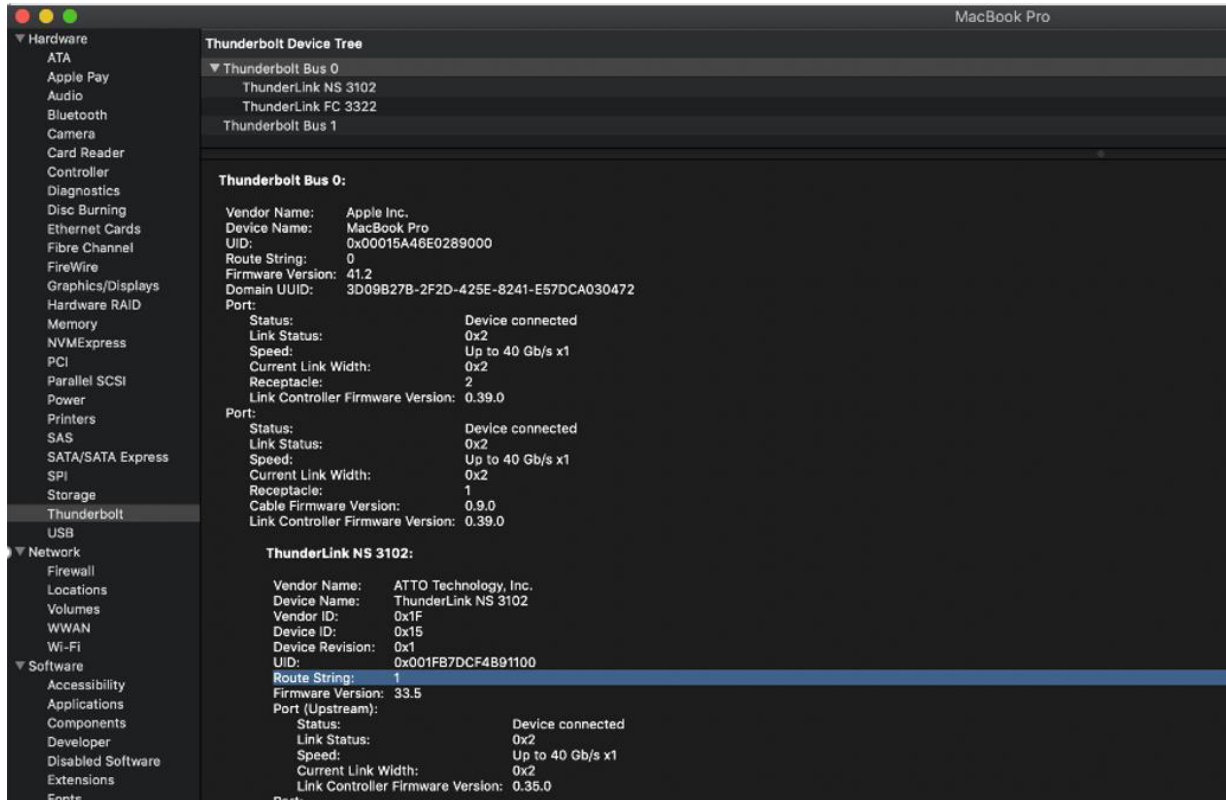 MacBook Pro
Hardware
ATA
Apple Pay
Audio
Bluetooth
Camera
Card Reader
Controller
Diagnostics
Disc Burning
Ethernet Cards
Fibre Channel
FireWire
Graphics/Displays
Hardware RAID
Memory
NVMExpress
PCI
Parallel SCSI
Power
Printers
SAS
SATA/SATA Express
SPI
Storage
Thunderbolt
USB
Network
Firewall
Locations
Volumes
WWAN
Wi-Fi
Software
Accessibility
Applications
Components
Developer
Disabled Software
Extensions
Fonts
Thunderbolt Device Tree
Thunderbolt Bus 0
ThunderLink NS 3102
ThunderLink FC 3322
Thunderbolt Bus 1
Thunderbolt Bus 0:
Vendor Name: Apple Inc.
Device Name: MacBook Pro
UID: 0x00015A46E0289000
Route String: 0
Firmware Version: 41.2
Domain UUID: 3D09B27B-2F2D-425E-8241-E57DCA030472
Port:
Status: Device connected
Link Status: 0x2
Speed: Up to 40 Gb/s x1
Current Link Width: 0x2
Receptacle: 2
Link Controller Firmware Version: 0.39.0
Port:
Status: Device connected
Link Status: 0x2
Speed: Up to 40 Gb/s x1
Current Link Width: 0x2
Receptacle: 1
Cable Firmware Version: 0.9.0
Link Controller Firmware Version: 0.39.0
ThunderLink NS 3102:
Vendor Name: ATTO Technology, Inc.
Device Name: ThunderLink NS 3102
Vendor ID: 0x1F
Device ID: 0x15
Device Revision: 0x1
UID: 0x001FB7DCF4B91100
Route String: 1
Firmware Version: 33.5
Port (Upstream):
Status: Device connected
Link Status: 0x2
Speed: Up to 40 Gb/s x1
Current Link Width: 0x2
Link Controller Firmware Version: 0.35.0
Port: